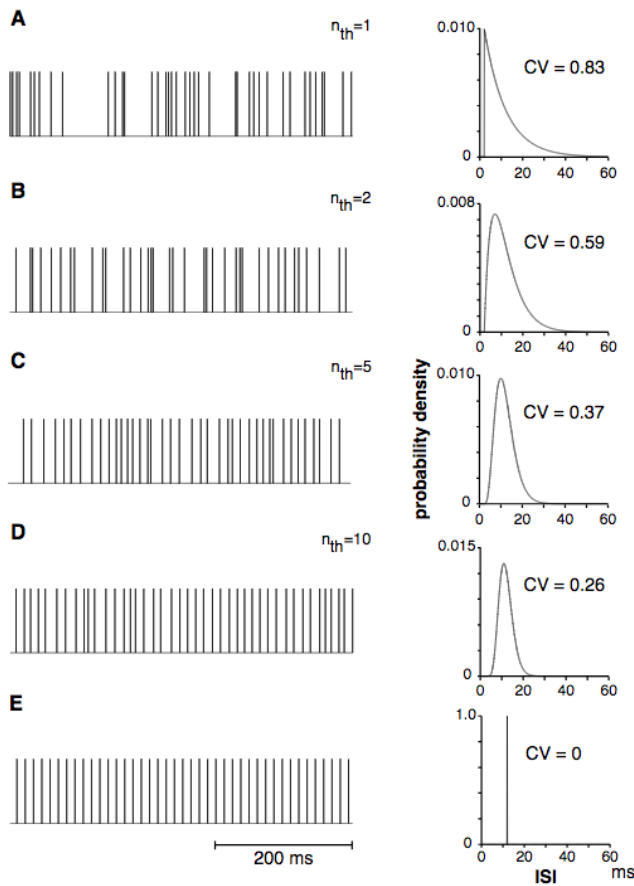 A
n_th=1
0.010
CV = 0.83
0
0 20 40 60
B
n_th=2
0.008
CV = 0.59
0
0 20 40 60
C
n_th=5
0.010
CV = 0.37
0
0 20 40 60
probability density
D
n_th=10
0.015
CV = 0.26
0
0 20 40 60
E
1.0
CV = 0
0
0 20 40 60
ms
ISI
200 ms